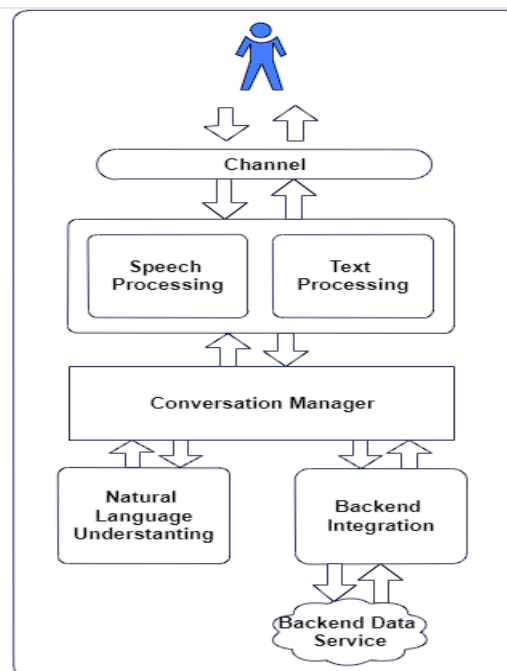 Channel
Speech
Processing
Text
Processing
Conversation Manager
Natural
Language
Understanting
Backend
Integration
Backend Data
Service